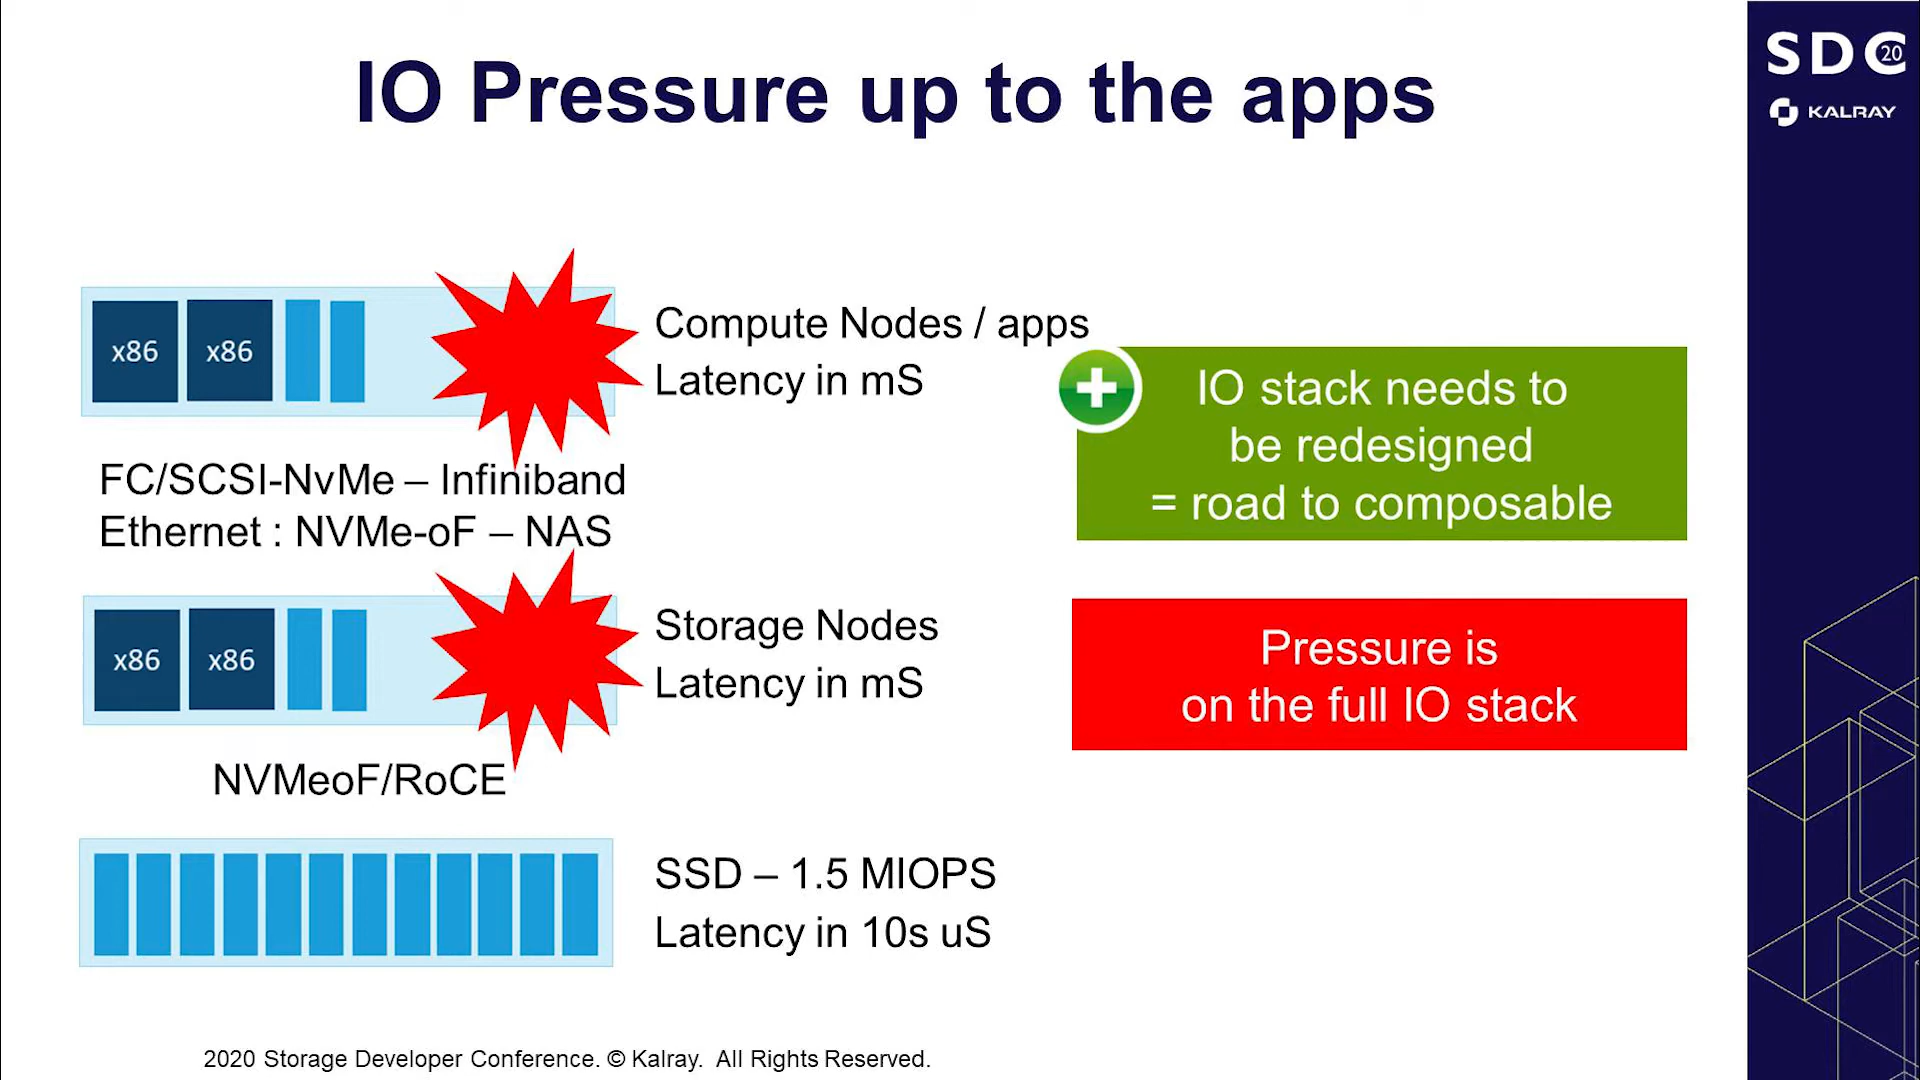 IO Pressure up to the apps
SDC 20
KALRAY
x86 x86
Compute Nodes / apps
Latency in mS
IO stack needs to
be redesigned
= road to composable
FC/SCSI-NvMe – Infiniband
Ethernet : NVMe-oF – NAS
x86 x86
Storage Nodes
Latency in mS
Pressure is
on the full IO stack
NVMeoF/RoCE
SSD – 1.5 MIOPS
Latency in 10s uS
2020 Storage Developer Conference. © Kalray. All Rights Reserved.